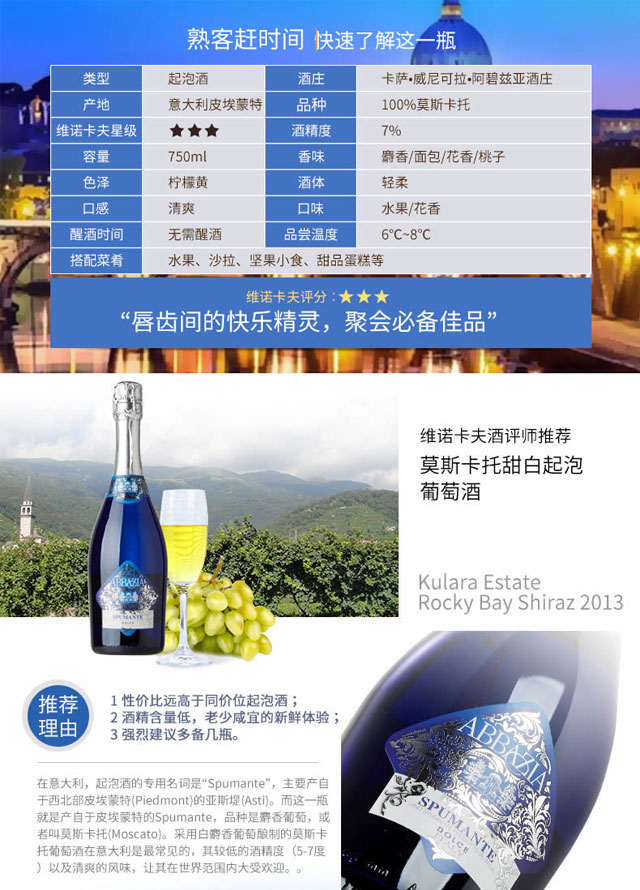 熟客赶时间 快速了解这一瓶
类型 起泡酒 酒庄 卡萨•威尼可拉•阿碧兹亚酒庄
产地 意大利皮埃蒙特 品种 100%莫斯卡托
维诺卡夫星级 ★★★ 酒精度 7%
容量 750ml 香味 麝香/面包/花香/桃子
色泽 柠檬黄 酒体 轻柔
口感 清爽 口味 水果/花香
醒酒时间 无需醒酒 品尝温度 6℃~8℃
搭配菜肴 水果、沙拉、坚果小食、甜品蛋糕等
维诺卡夫评分：★★★
“唇齿间的快乐精灵，聚会必备佳品”
维诺卡夫酒评师推荐
莫斯卡托甜白起泡
葡萄酒
Kulara Estate
Rocky Bay Shiraz 2013
ABBAZIA
SPUMANTE
DOLCE
推荐
理由
1 性价比远高于同价位起泡酒；
2 酒精含量低，老少咸宜的新鲜体验；
3 强烈建议多备几瓶。
在意大利，起泡酒的专用名词是“Spumante”，主要产自
于西北部皮埃蒙特(Piedmont)的亚斯堤(Asti)。而这一瓶
就是产自于皮埃蒙特的Spumante，品种是麝香葡萄，或
者叫莫斯卡托(Moscato)。采用白麝香葡萄酿制的莫斯卡
托葡萄酒在意大利是最常见的，其较低的酒精度（5-7度
）以及清爽的风味，让其在世界范围内大受欢迎。。
ABBAZIA
SPUMANTE
DOLCE